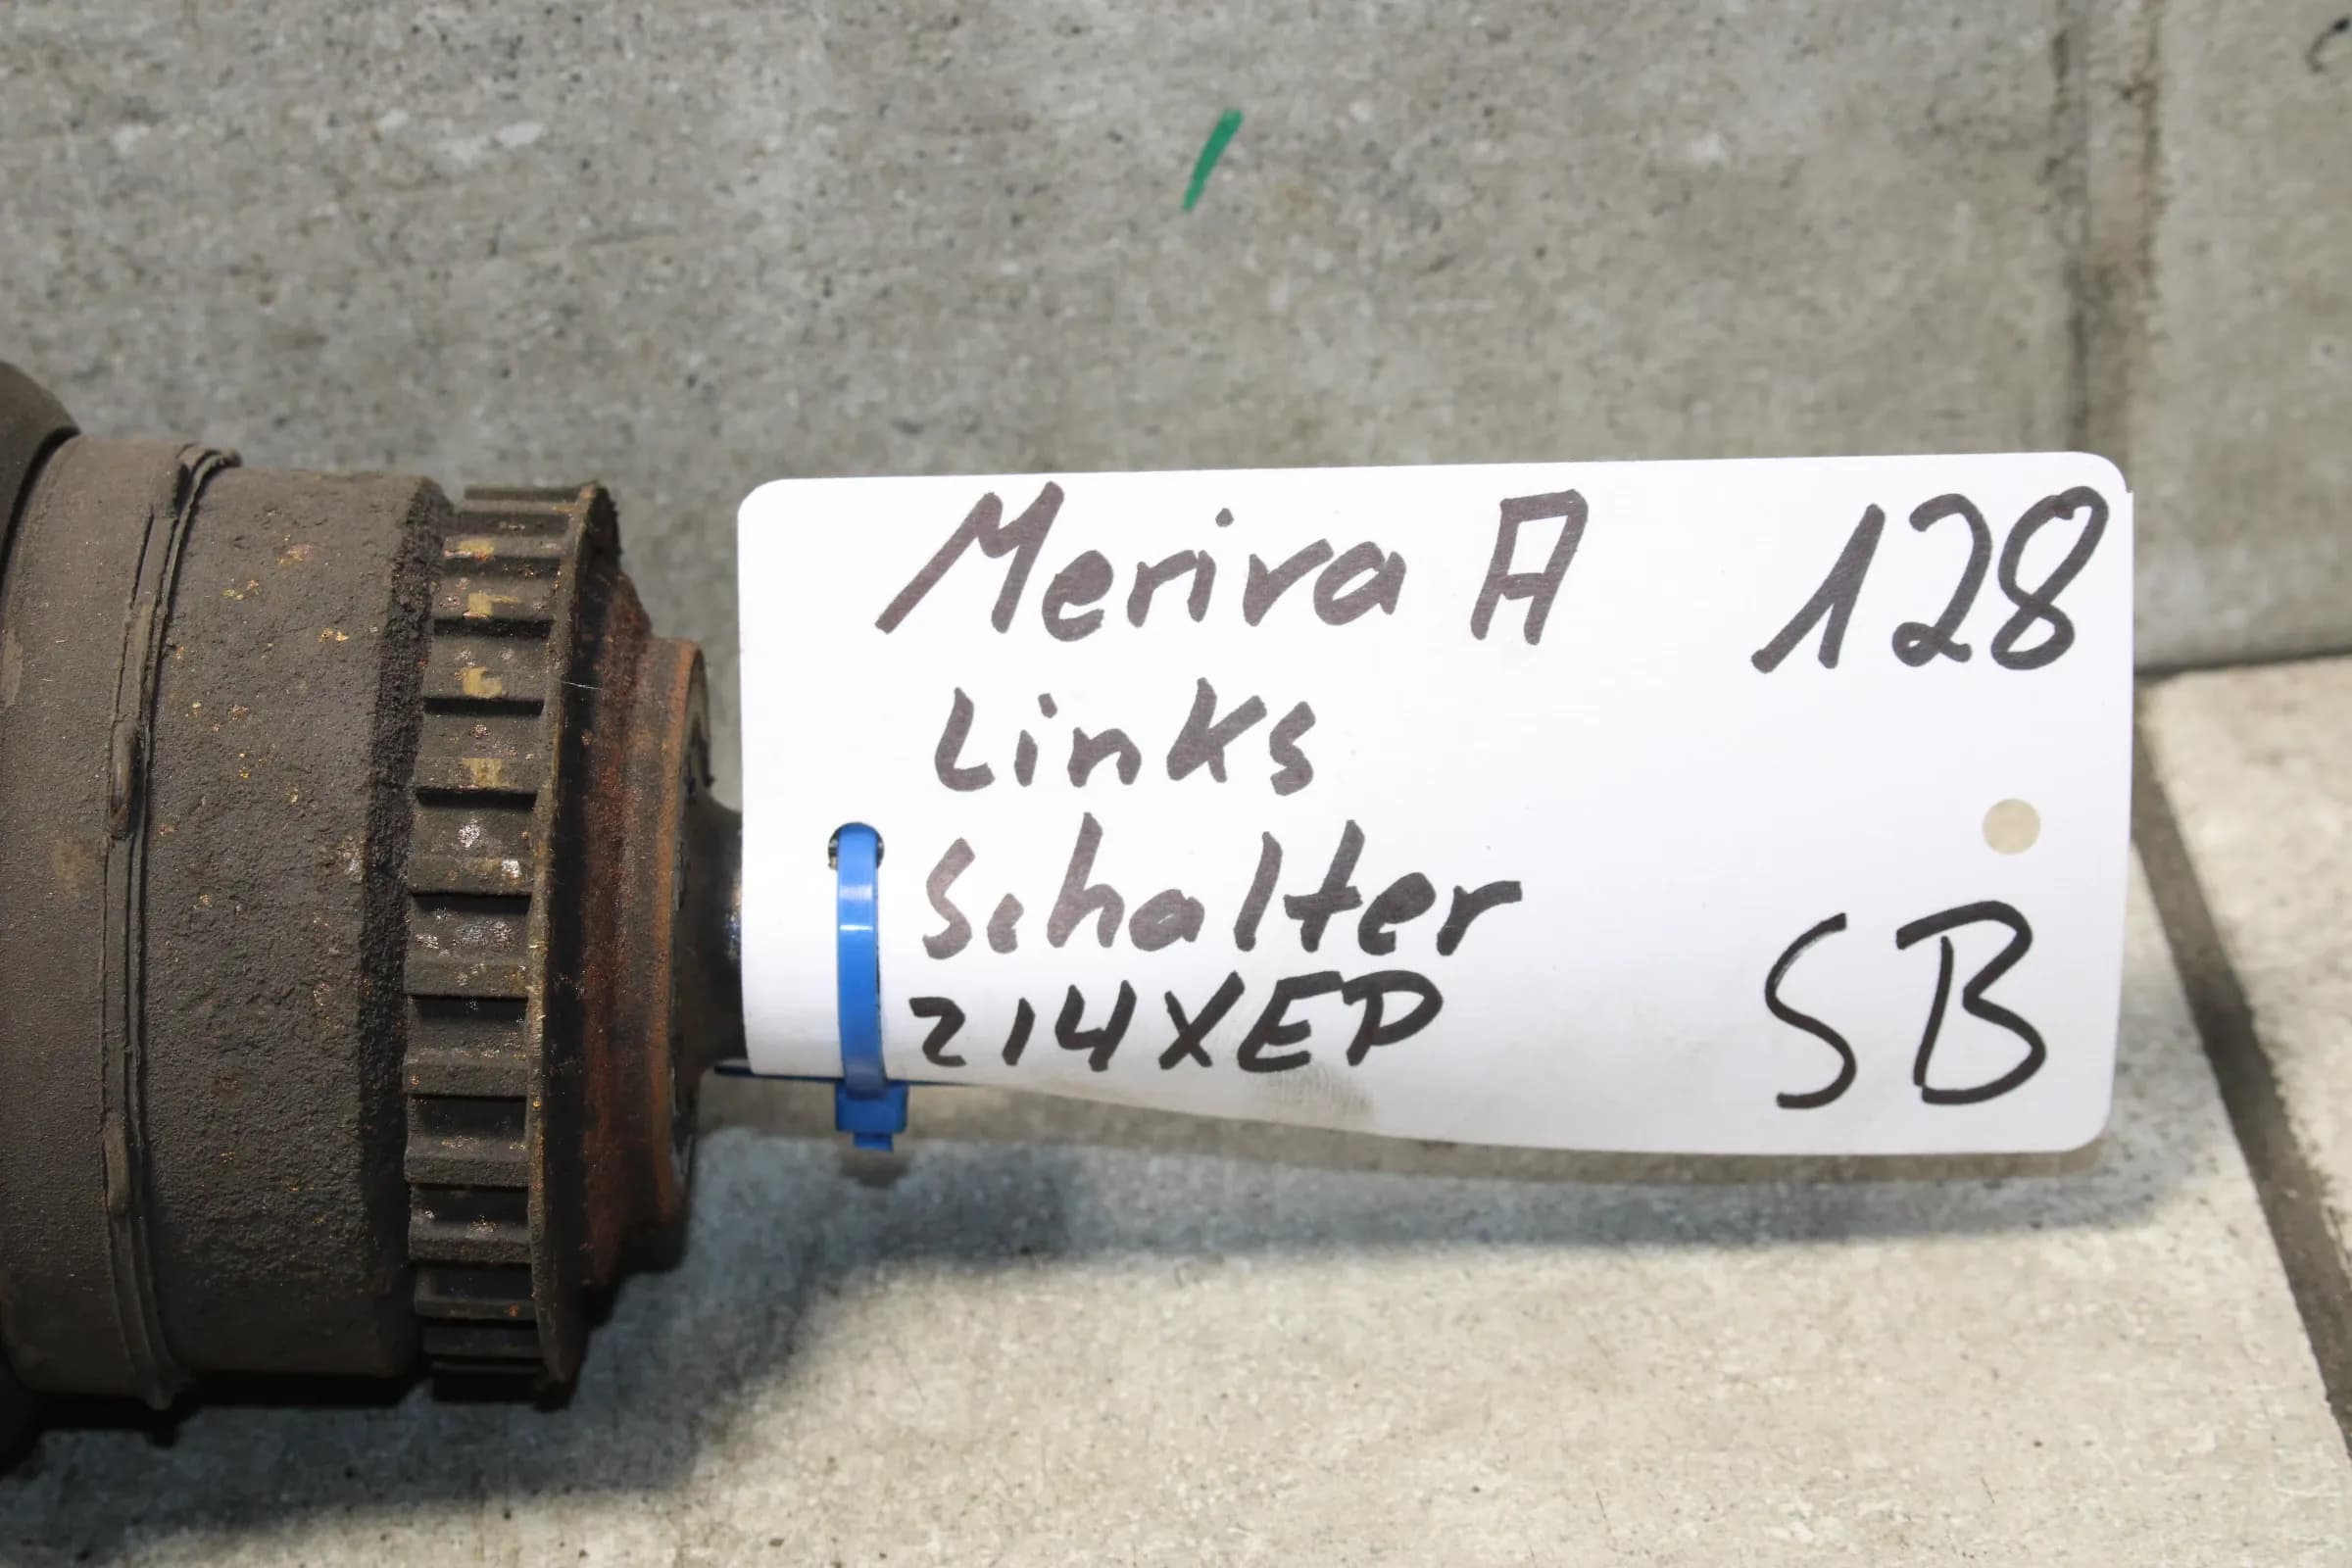 Meriva A 128
Links
Schalter
Z14XEP
SB